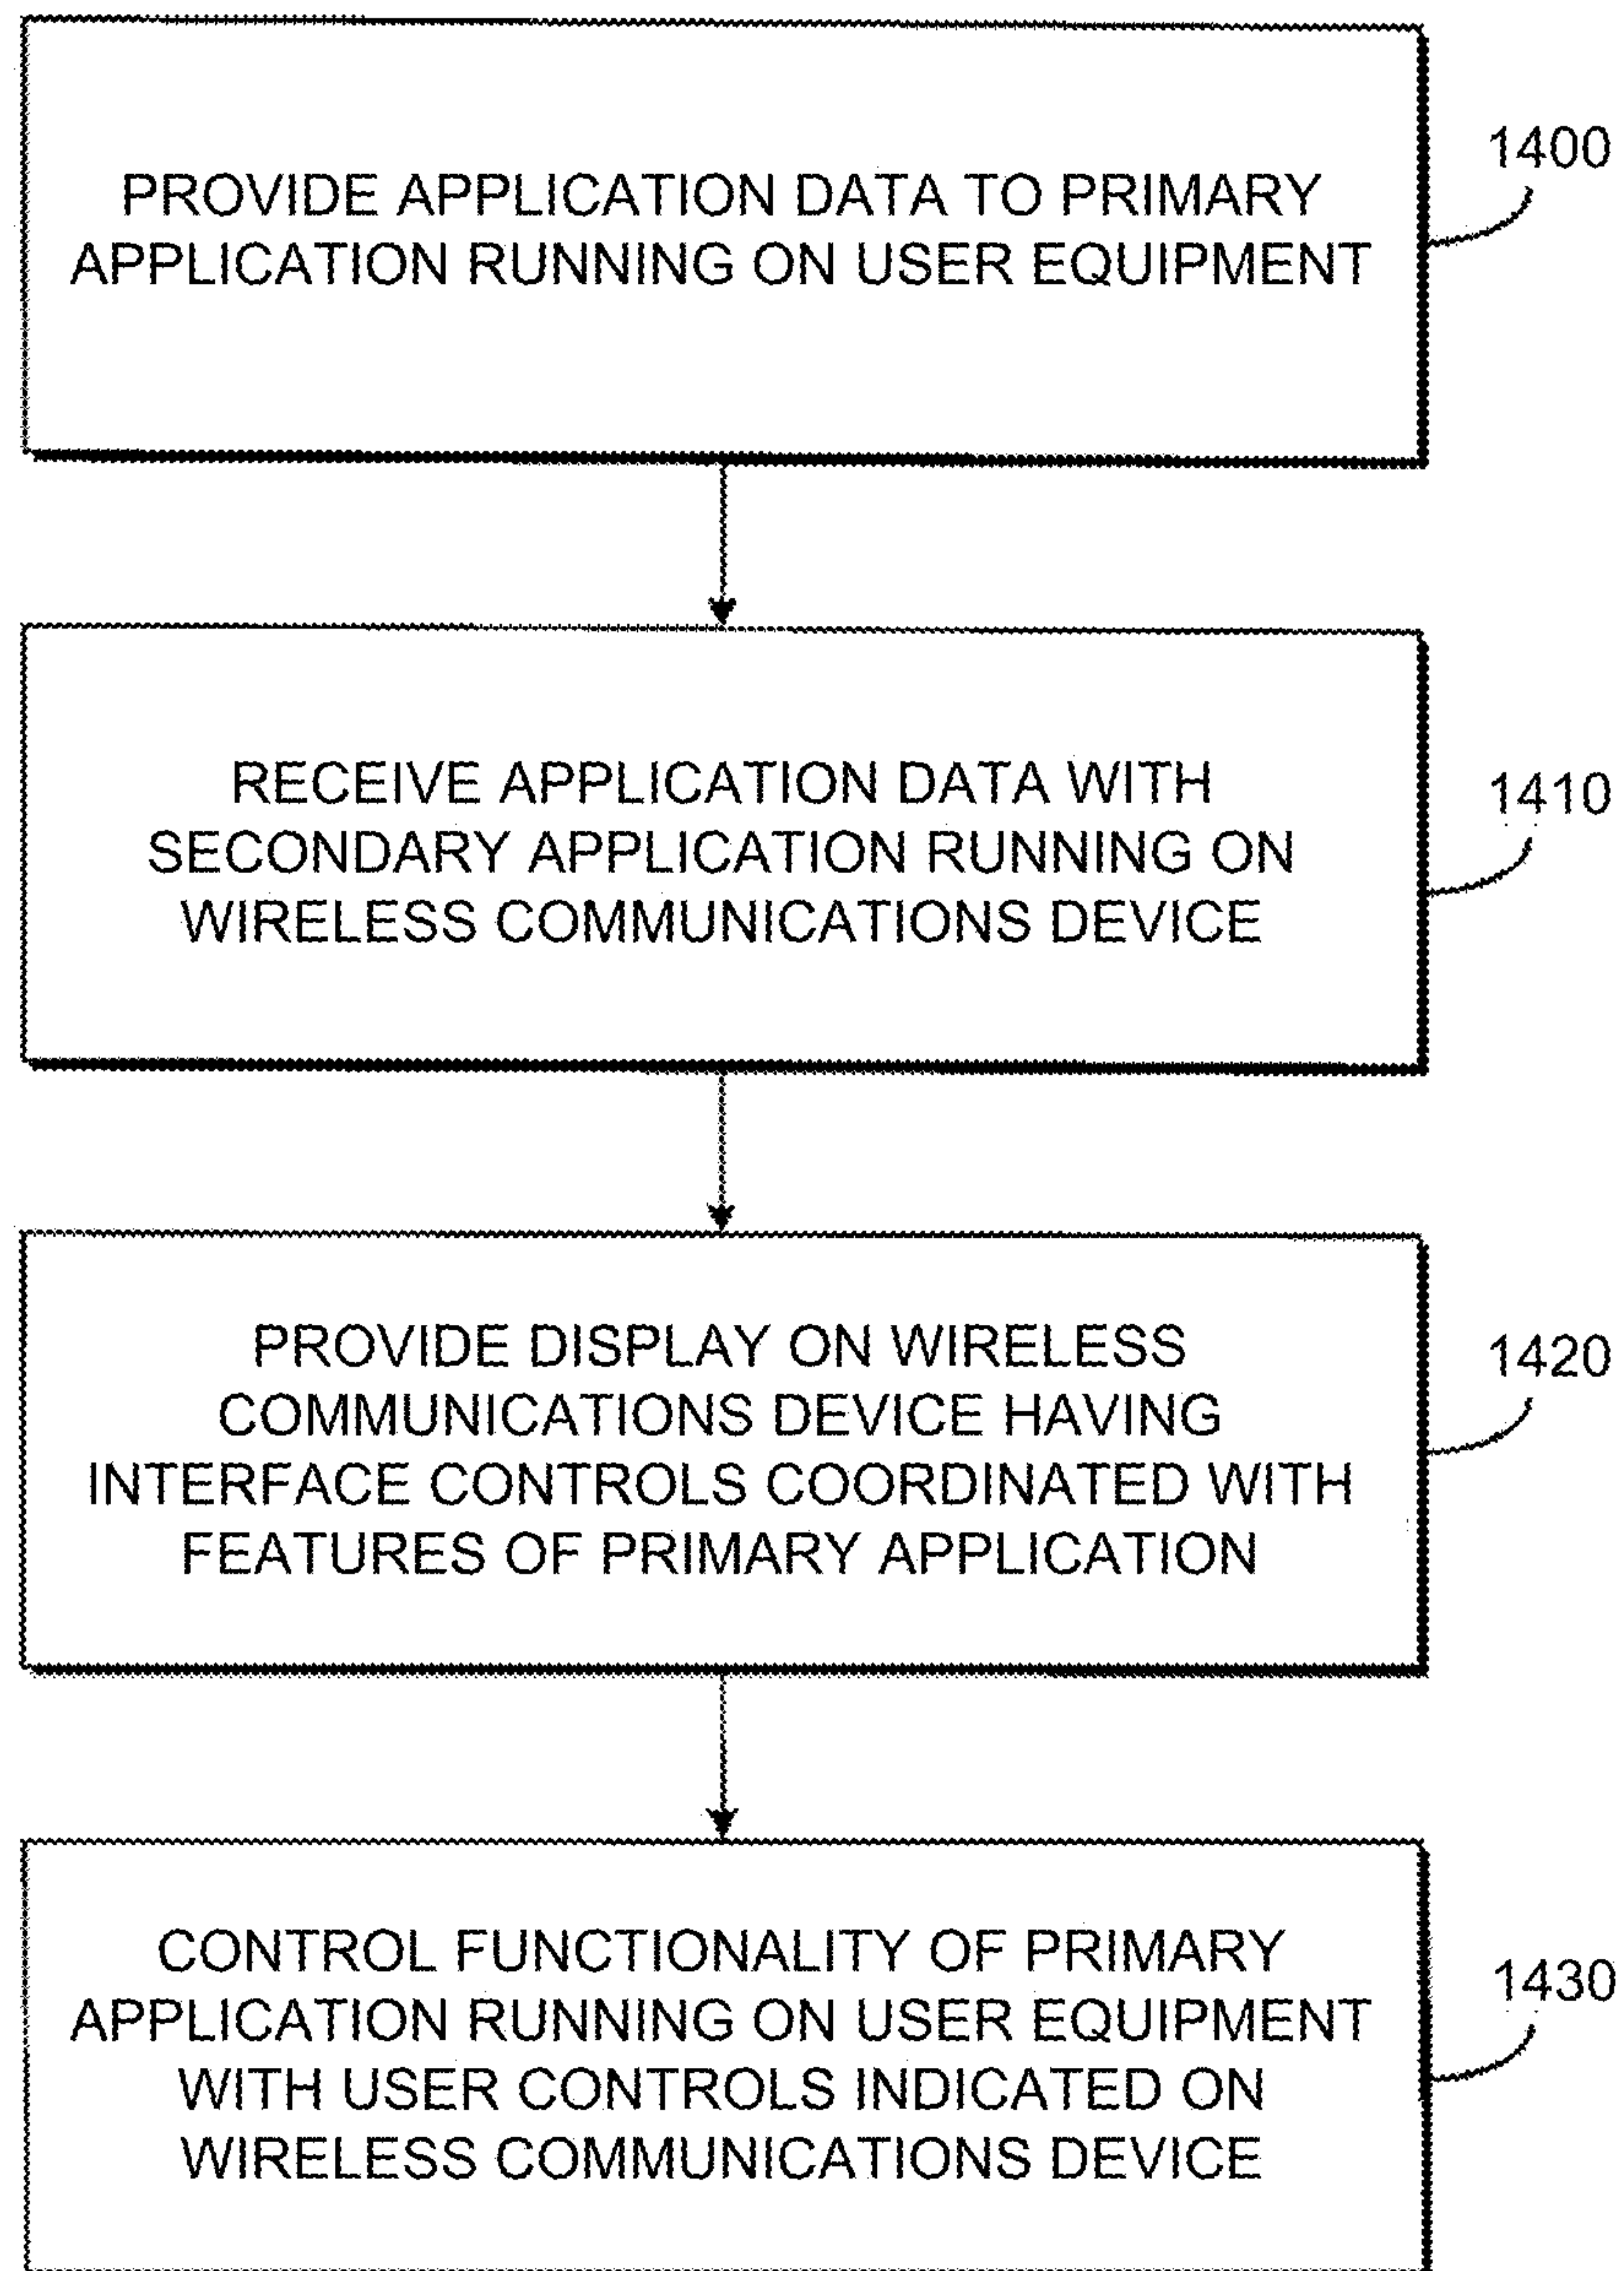 PROVIDE APPLICATION DATA TO PRIMARY
APPLICATION RUNNING ON USER EQUIPMENT
1400
RECEIVE APPLICATION DATA WITH
SECONDARY APPLICATION RUNNING ON
WIRELESS COMMUNICATIONS DEVICE
1410
PROVIDE DISPLAY ON WIRELESS
COMMUNICATIONS DEVICE HAVING
INTERFACE CONTROLS COORDINATED WITH
FEATURES OF PRIMARY APPLICATION
1420
CONTROL FUNCTIONALITY OF PRIMARY
APPLICATION RUNNING ON USER EQUIPMENT
WITH USER CONTROLS INDICATED ON
WIRELESS COMMUNICATIONS DEVICE
1430